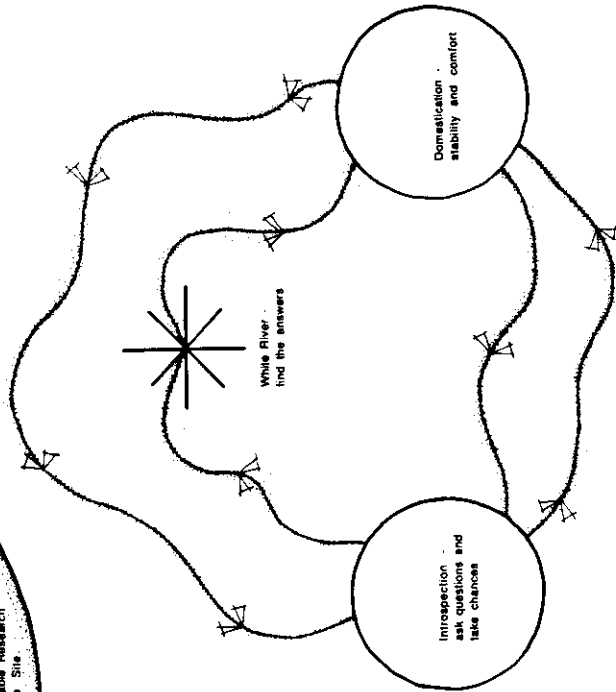 Research
Site
White River -
find the answers
Domestication -
stability and comfort
Introspection -
ask questions and
take chances